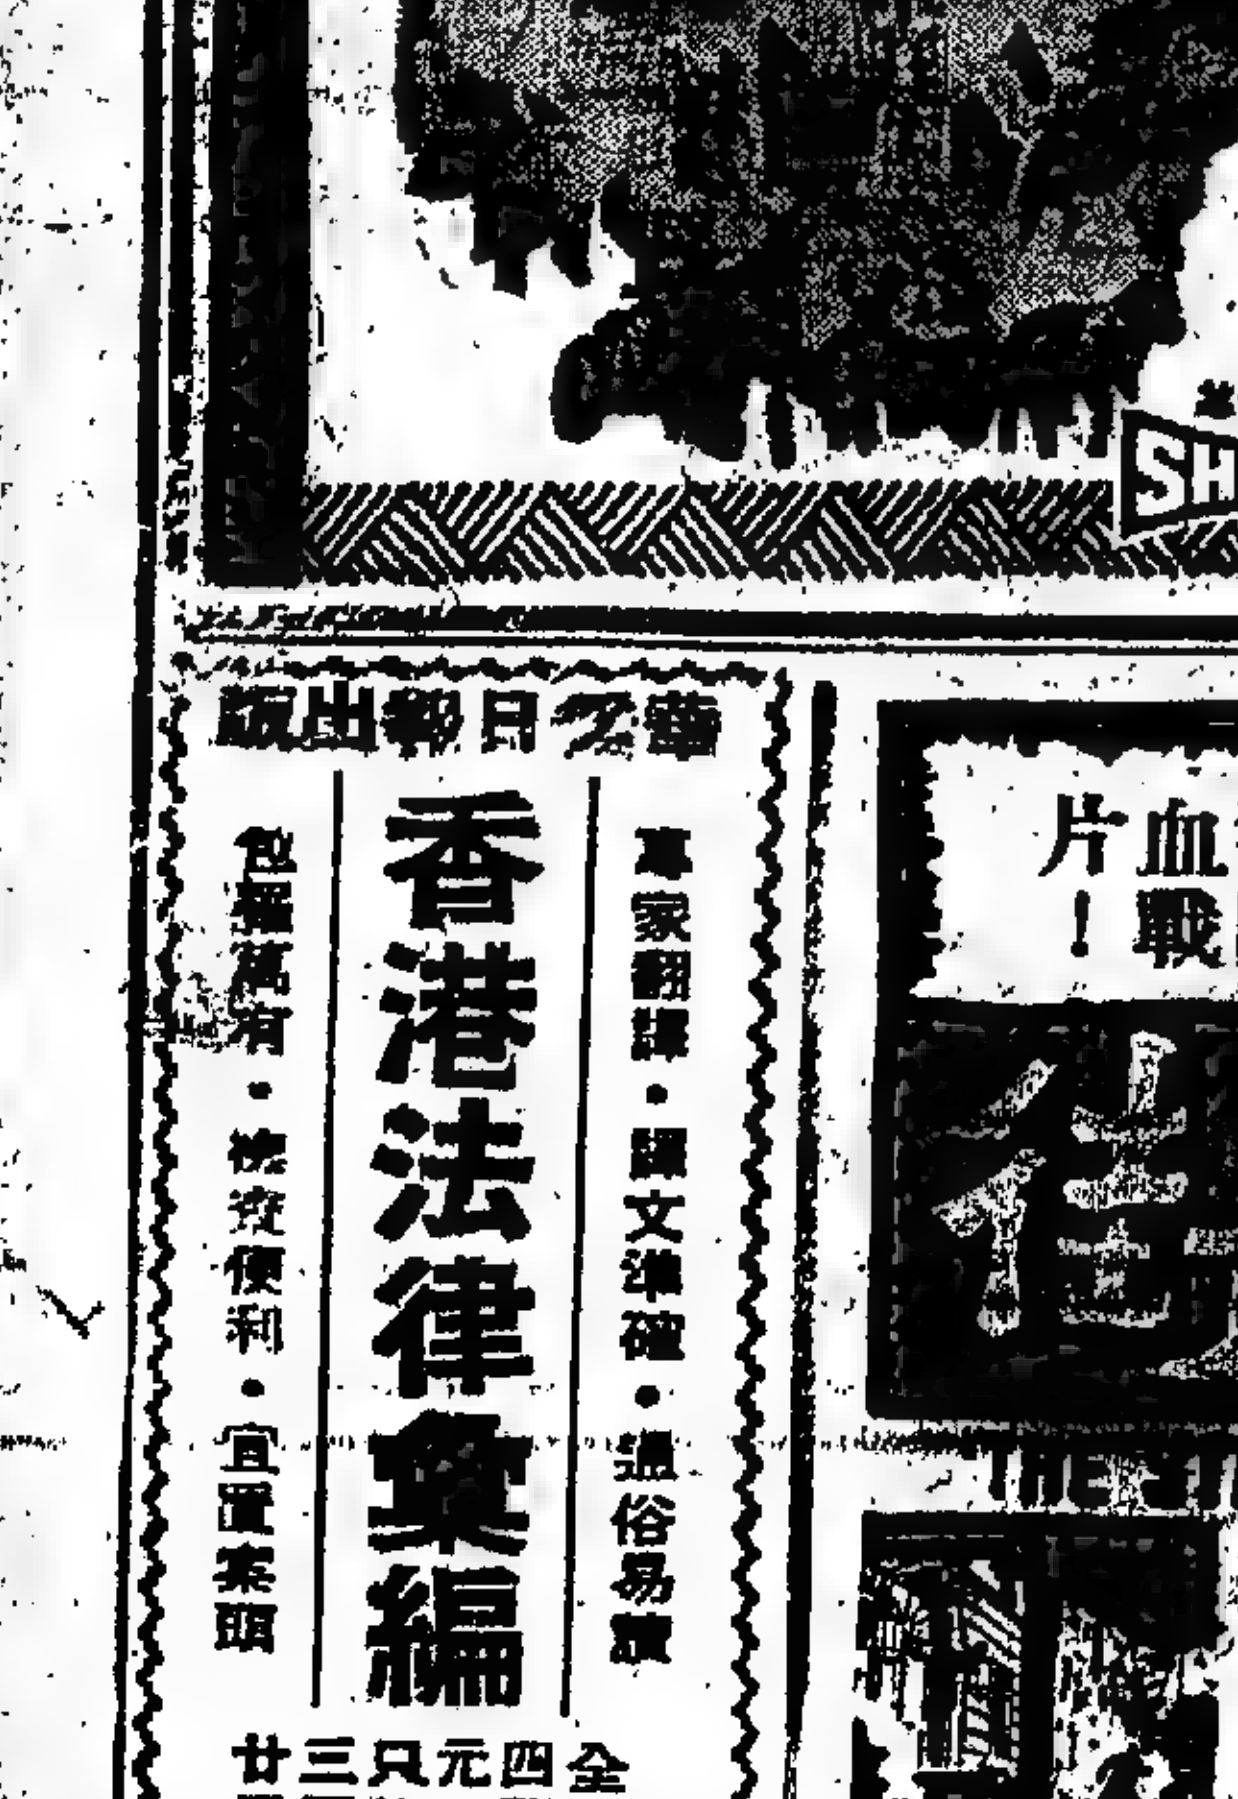 SH
華僑日報出版
專家翻譯・譯文準確・通俗易讀
香港法律彙編
包羅萬有・檢查便利・宜置案頭
全四元只三廿
血戰
片！
佳
THE